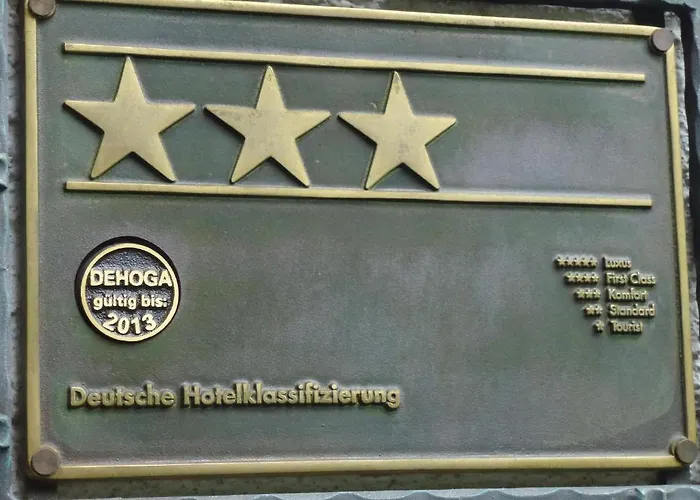 DEHOGA
gültig bis:
2013
★★★★★ Luxus
★★★★ First Class
★★★ Komfort
★★ Standard
★ Tourist
Deutsche Hotelklassifizierung